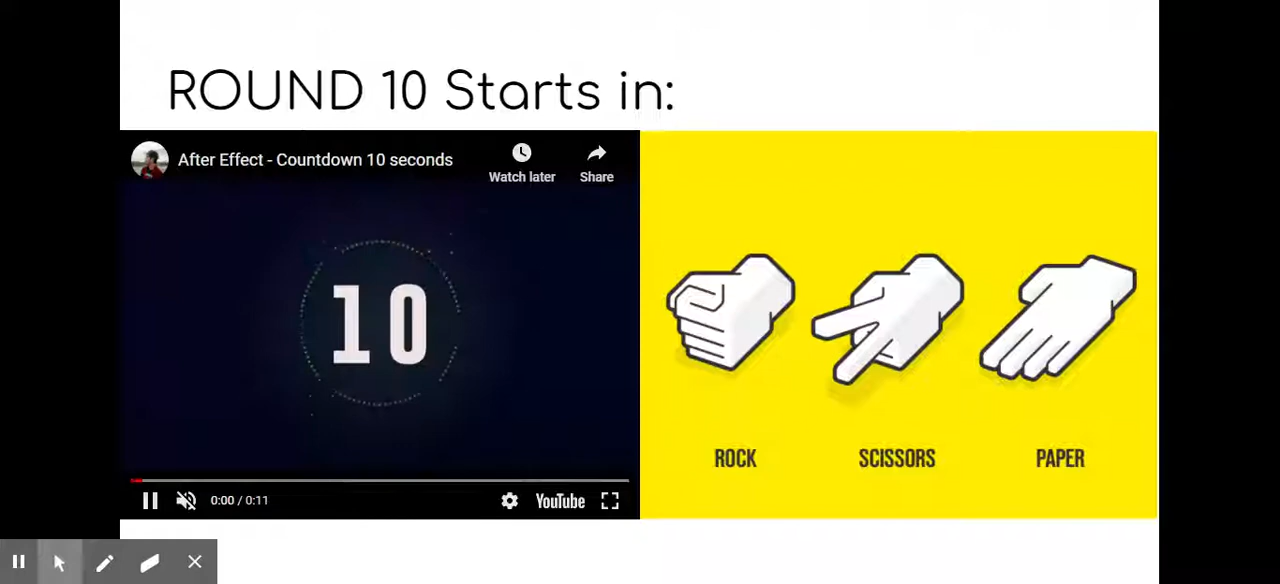 ROUND 10 Starts in:
After Effect - Countdown 10 seconds
Watch later
Share
10
0:00 / 0:11
YouTube
ROCK
SCISSORS
PAPER